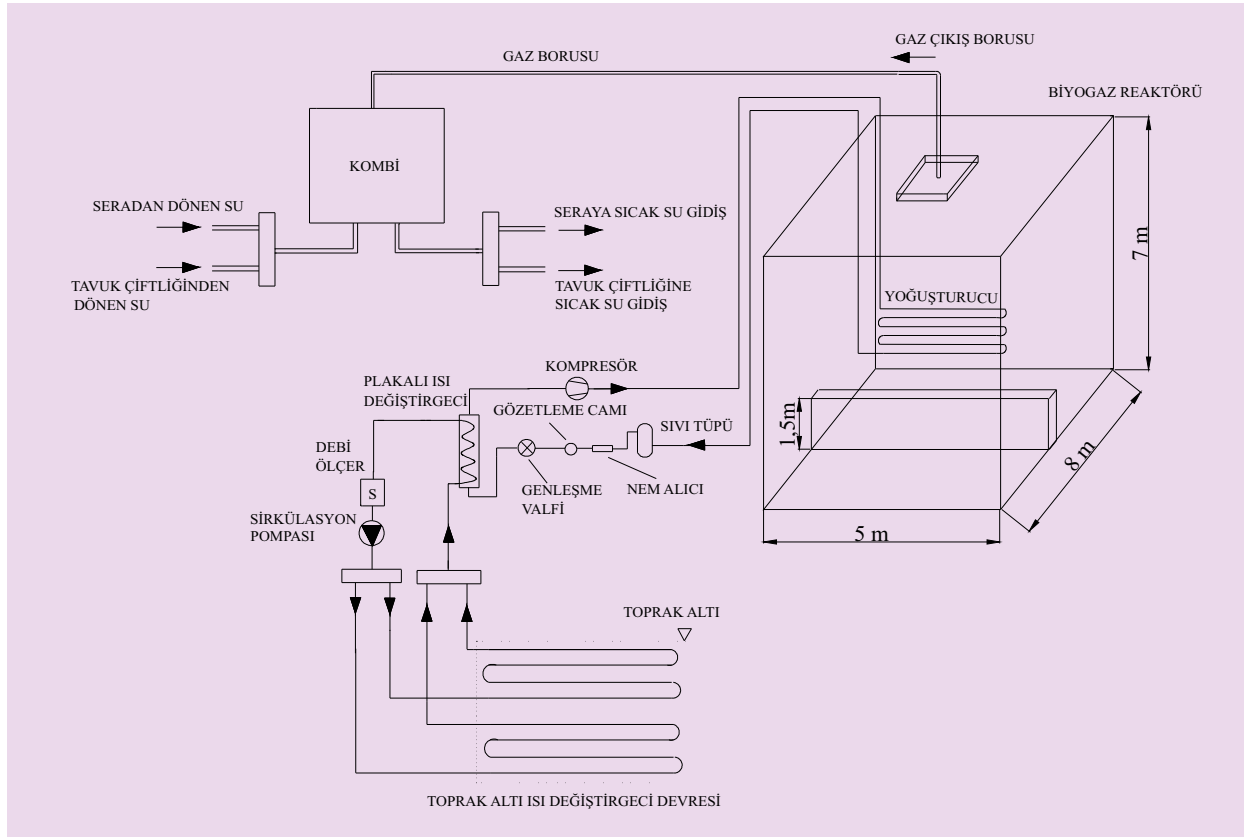 GAZ ÇIKIŞ BORUSU
GAZ BORUSU
BİYOGAZ REAKTÖRÜ
KOMBİ
SERADAN DÖNEN SU
SERAYA SICAK SU GİDİŞ
TAVUK ÇİFTLİĞİNDEN
DÖNEN SU
TAVUK ÇİFTLİĞİNE
SICAK SU GİDİŞ
7 m
YOĞUŞTURUCU
KOMPRESÖR
PLAKALI ISI
DEĞİŞTİRGECİ
GÖZETLEME CAMI
SIVI TÜPÜ
1,5m
8 m
DEBİ
ÖLÇER
S
GENLEŞME
VALFİ
NEM ALICI
SİRKÜLASYON
POMPASI
5 m
TOPRAK ALTI
TOPRAK ALTI ISI DEĞİŞTİRGECİ DEVRESİ